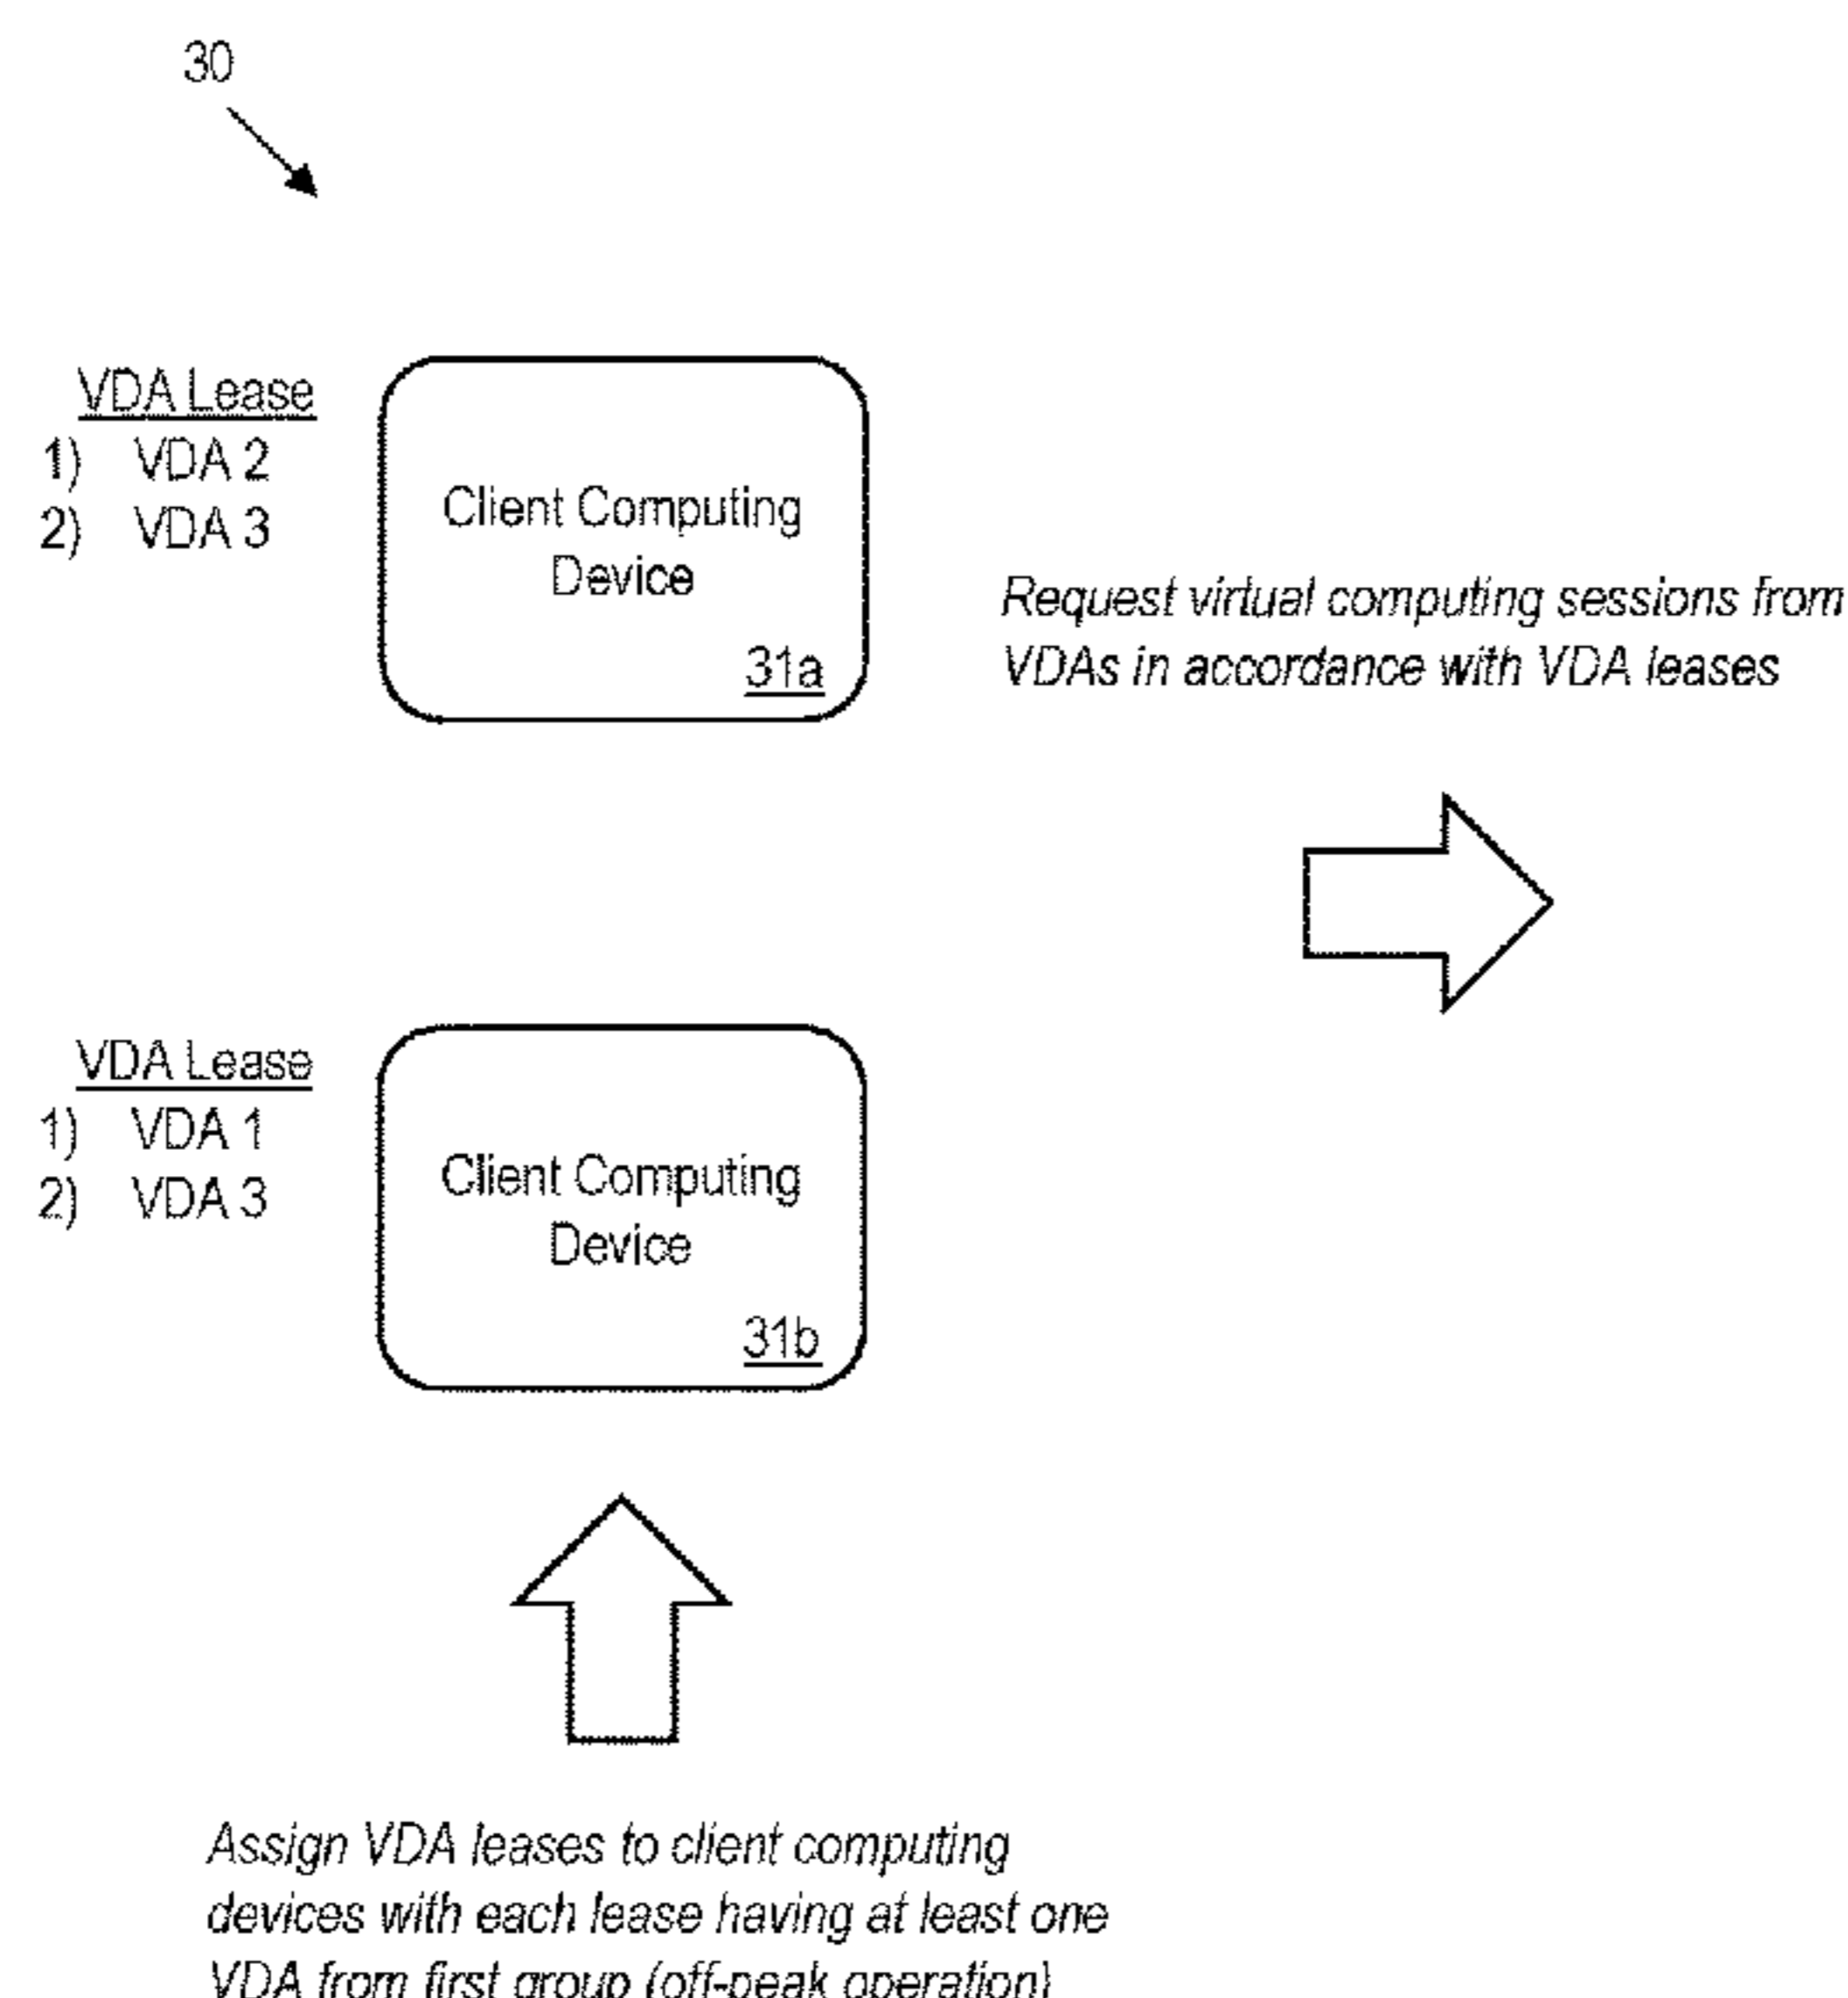 30
VDA Lease
1) VDA 2
2) VDA 3
Client Computing
Device
31a
Request virtual computing sessions from
VDAs in accordance with VDA leases
VDA Lease
1) VDA 1
2) VDA 3
Client Computing
Device
31b
Assign VDA leases to client computing
devices with each lease having at least one
VDA from first group (off-peak operation)